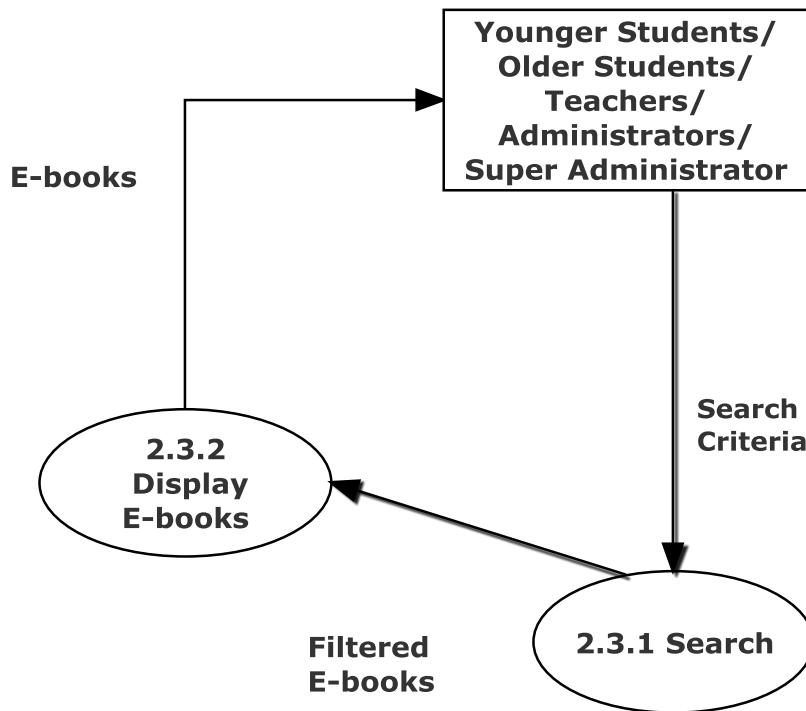 Younger Students/
Older Students/
Teachers/
Administrators/
Super Administrator
E-books
Search
Criteria
2.3.2
Display
E-books
2.3.1 Search
Filtered
E-books